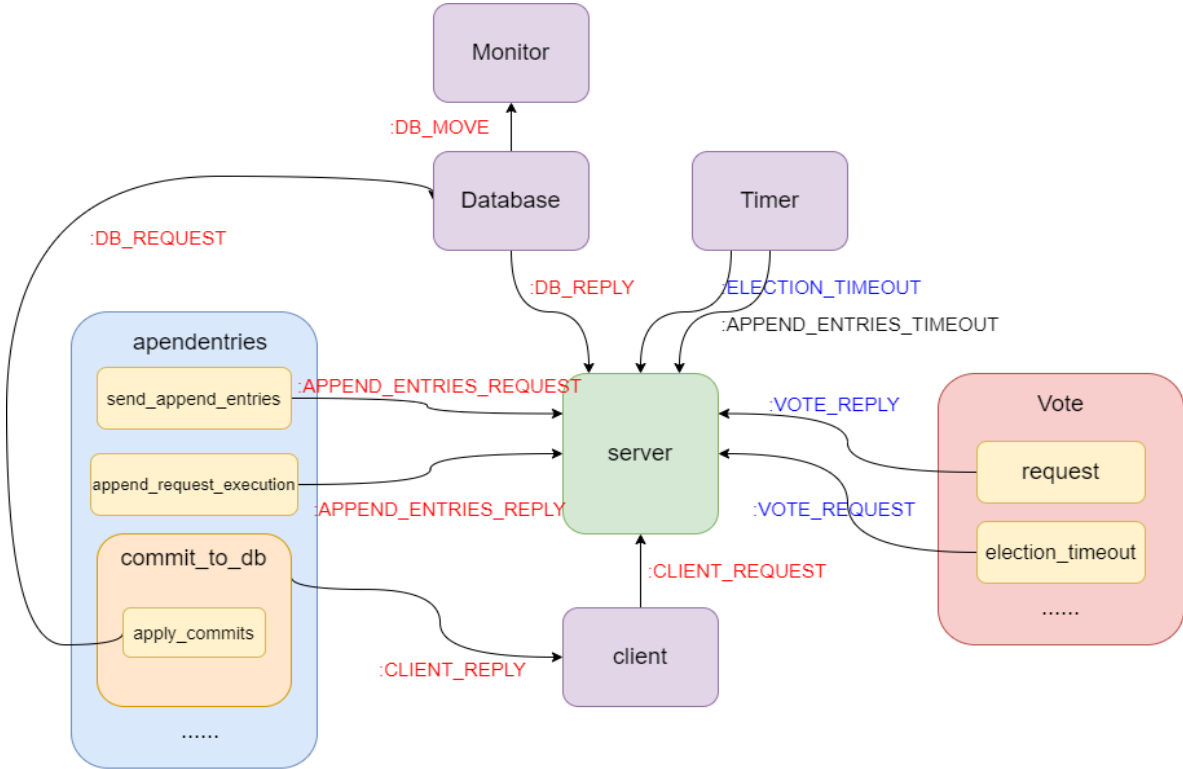 Monitor
:DB_MOVE
Database
Timer
:DB_REQUEST
:DB_REPLY
:ELECTION_TIMEOUT
:APPEND_ENTRIES_TIMEOUT
apendentries
send_append_entries
:APPEND_ENTRIES_REQUEST
append_request_execution
:APPEND_ENTRIES_REPLY
server
:VOTE_REPLY
Vote
request
:VOTE_REQUEST
election_timeout
......
commit_to_db
apply_commits
......
:CLIENT_REQUEST
client
:CLIENT_REPLY